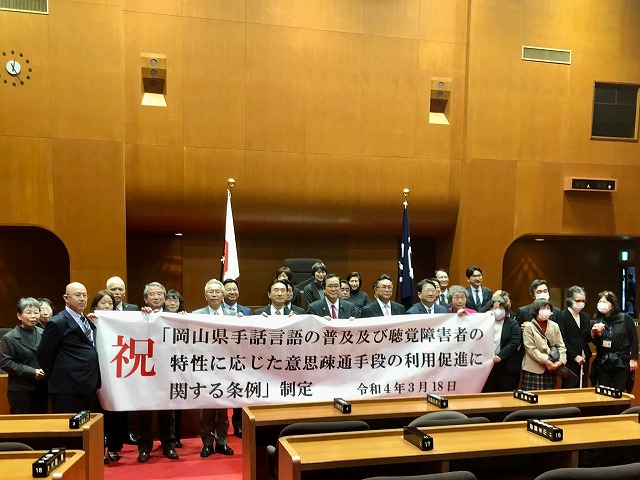 祝
「岡山県手話言語の普及及び聴覚障害者の
特性に応じた意思疎通手段の利用促進に
関する条例」制定　令和4年3月18日